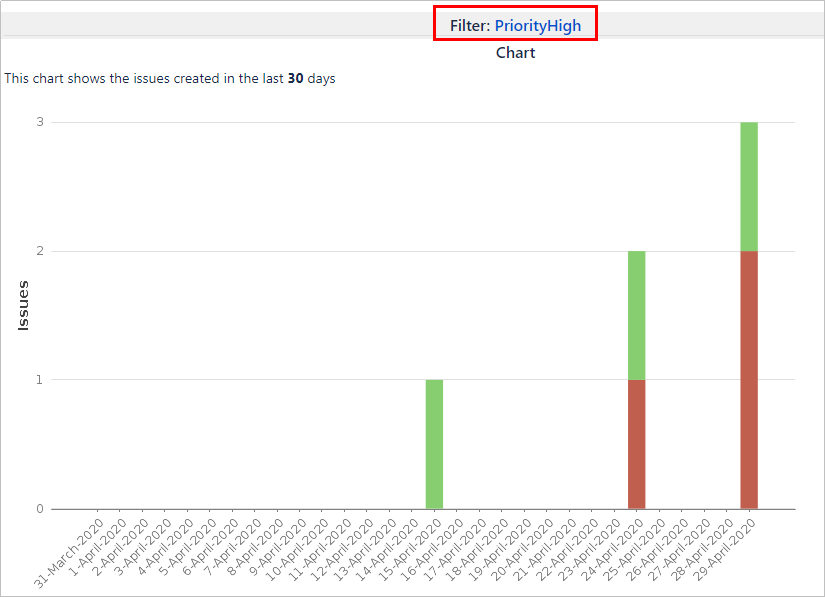 Filter: PriorityHigh
Chart
This chart shows the issues created in the last 30 days
3
2
1
0
Issues
31-March-2020
1-April-2020
2-April-2020
3-April-2020
4-April-2020
5-April-2020
6-April-2020
7-April-2020
8-April-2020
9-April-2020
10-April-2020
11-April-2020
12-April-2020
13-April-2020
14-April-2020
15-April-2020
16-April-2020
17-April-2020
18-April-2020
19-April-2020
20-April-2020
21-April-2020
22-April-2020
23-April-2020
24-April-2020
25-April-2020
26-April-2020
27-April-2020
28-April-2020
29-April-2020